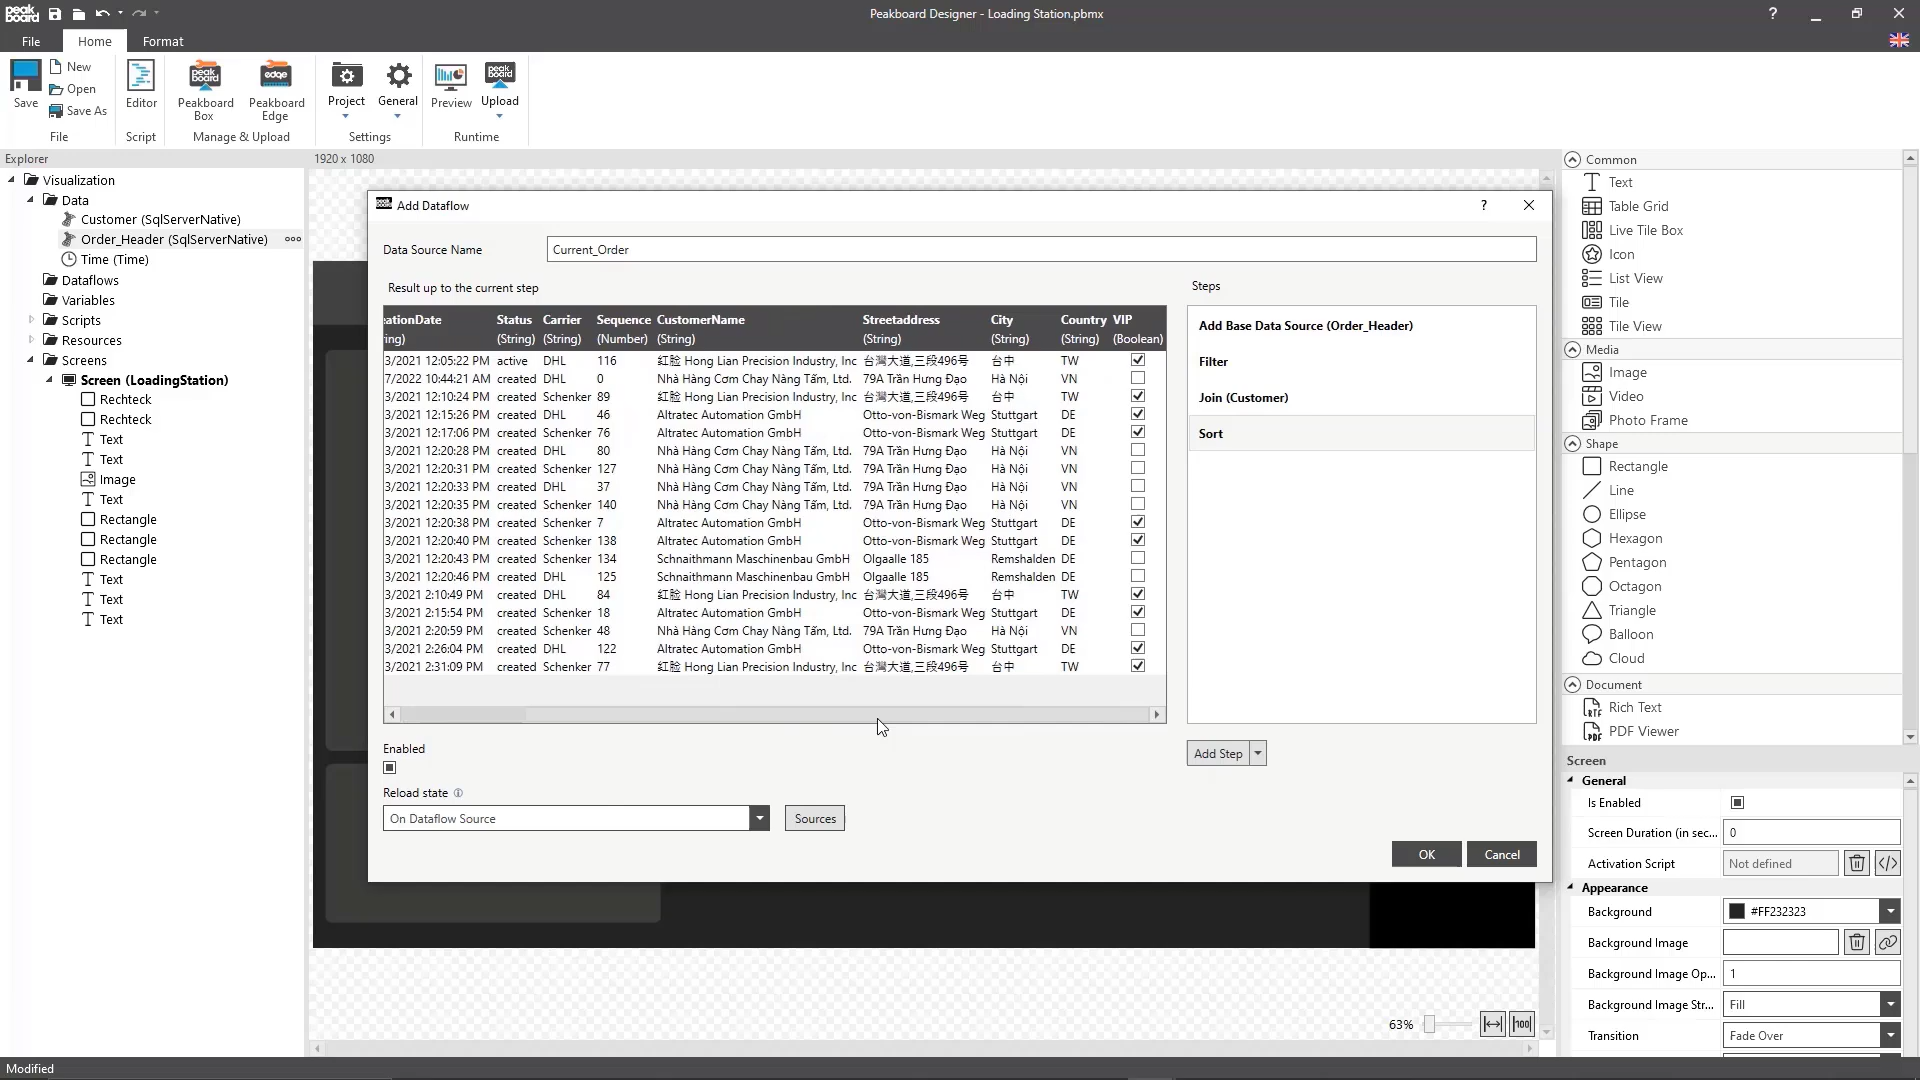 peak board
Peakboard Designer - Loading Station.pbmx
?
File
Home
Format
Save
New
Open
Save As
File
Editor
Script
peak board
Peakboard Box
edge
Peakboard Edge
Manage & Upload
Project
General
Settings
Preview
peak board
Upload
Runtime
Explorer
Visualization
Data
Customer (SqlServerNative)
Order_Header (SqlServerNative)
Time (Time)
Dataflows
Variables
Scripts
Resources
Screens
Screen (LoadingStation)
Rechteck
Rechteck
Text
Text
Image
Text
Rectangle
Rectangle
Rectangle
Text
Text
Text
1920 x 1080
Add Dataflow
?
Data Source Name
Current_Order
Result up to the current step
ationDate Status Carrier Sequence CustomerName Streetaddress City Country VIP
ring) (String) (String) (Number) (String) (String) (String) (String) (Boolean)
3/2021 12:05:22 PM active DHL 116 红脸 Hong Lian Precision Industry, Inc 台灣大道,三段496号 台中 TW
7/2022 10:44:21 AM created DHL 0 Nhà Hàng Cơm Chay Nàng Tấm, Ltd. 79A Trần Hưng Đạo Hà Nội VN
3/2021 12:10:24 PM created Schenker 89 红脸 Hong Lian Precision Industry, Inc 台灣大道,三段496号 台中 TW
3/2021 12:15:26 PM created DHL 46 Altratec Automation GmbH Otto-von-Bismark Weg Stuttgart DE
3/2021 12:17:06 PM created Schenker 76 Altratec Automation GmbH Otto-von-Bismark Weg Stuttgart DE
3/2021 12:20:28 PM created DHL 80 Nhà Hàng Cơm Chay Nàng Tấm, Ltd. 79A Trần Hưng Đạo Hà Nội VN
3/2021 12:20:31 PM created Schenker 127 Nhà Hàng Cơm Chay Nàng Tấm, Ltd. 79A Trần Hưng Đạo Hà Nội VN
3/2021 12:20:33 PM created DHL 37 Nhà Hàng Cơm Chay Nàng Tấm, Ltd. 79A Trần Hưng Đạo Hà Nội VN
3/2021 12:20:35 PM created Schenker 140 Nhà Hàng Cơm Chay Nàng Tấm, Ltd. 79A Trần Hưng Đạo Hà Nội VN
3/2021 12:20:38 PM created Schenker 7 Altratec Automation GmbH Otto-von-Bismark Weg Stuttgart DE
3/2021 12:20:40 PM created Schenker 138 Altratec Automation GmbH Otto-von-Bismark Weg Stuttgart DE
3/2021 12:20:43 PM created Schenker 134 Schnaithmann Maschinenbau GmbH Olgaalle 185 Remshalden DE
3/2021 12:20:46 PM created DHL 125 Schnaithmann Maschinenbau GmbH Olgaalle 185 Remshalden DE
3/2021 2:10:49 PM created DHL 84 红脸 Hong Lian Precision Industry, Inc 台灣大道,三段496号 台中 TW
3/2021 2:15:54 PM created Schenker 18 Altratec Automation GmbH Otto-von-Bismark Weg Stuttgart DE
3/2021 2:20:59 PM created Schenker 48 Nhà Hàng Cơm Chay Nàng Tấm, Ltd. 79A Trần Hưng Đạo Hà Nội VN
3/2021 2:26:04 PM created DHL 122 Altratec Automation GmbH Otto-von-Bismark Weg Stuttgart DE
3/2021 2:31:09 PM created Schenker 77 红脸 Hong Lian Precision Industry, Inc 台灣大道,三段496号 台中 TW
Steps
Add Base Data Source (Order_Header)
Filter
Join (Customer)
Sort
Add Step
Enabled
Reload state
On Dataflow Source
Sources
OK
Cancel
63%
100
Common
Text
Table Grid
Live Tile Box
Icon
List View
Tile
Tile View
Media
Image
Video
Photo Frame
Shape
Rectangle
Line
Ellipse
Hexagon
Pentagon
Octagon
Triangle
Balloon
Cloud
Document
Rich Text
PDF Viewer
Screen
General
Is Enabled
Screen Duration (in sec... 0
Activation Script Not defined
Appearance
Background #FF232323
Background Image
Background Image Op... 1
Background Image Str... Fill
Transition Fade Over
Modified